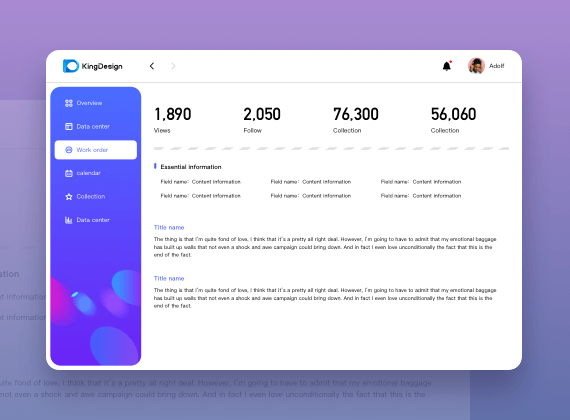 KingDesign
Adolf
Overview
Data center
Work order
calendar
Collection
Data center
1,890
Views
2,050
Follow
76,300
Collection
56,060
Collection
Essential information
Field name: Content information
Field name: Content information
Field name: Content information
Field name: Content information
Field name: Content information
Field name: Content information
Title name
The thing is that I'm quite fond of love, I think that it's a pretty all right deal. However, I'm going to have to admit that my emotional baggage
has built up walls that not even a shock and awe campaign could bring down. And in fact I even love unconditionally the fact that this is the
end of the fact.
Title name
The thing is that I'm quite fond of love, I think that it's a pretty all right deal. However, I'm going to have to admit that my emotional baggage
has built up walls that not even a shock and awe campaign could bring down. And in fact I even love unconditionally the fact that this is the
end of the fact.
ation
nt information
nt information
uite fond of love, I think that it's a pretty all right deal. However, I'm going to have to admit that my emotional baggage
not even a shock and awe campaign could bring down. And in fact I even love unconditionally the fact that this is the